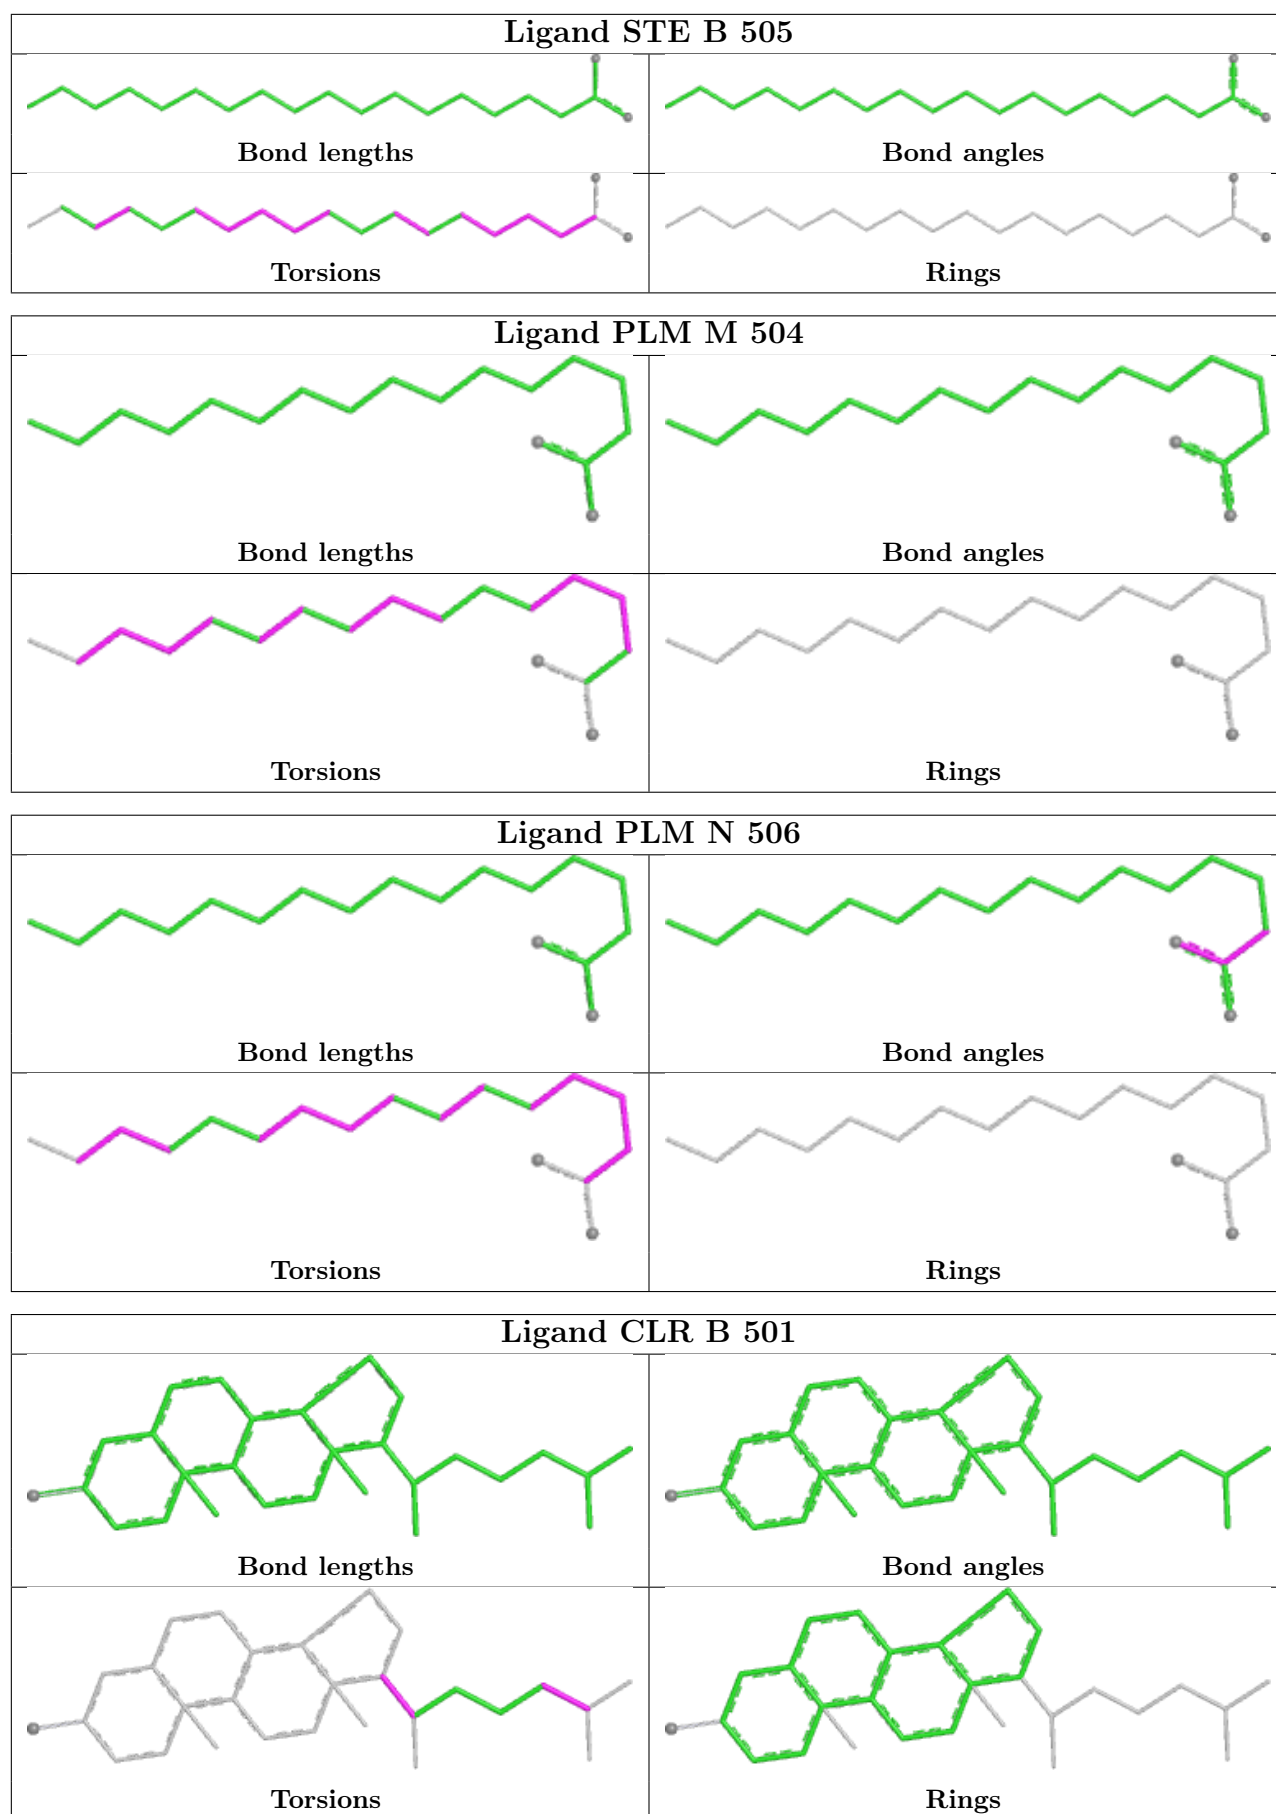 Ligand STE B 505
Bond lengths
Bond angles
Torsions
Rings
Ligand PLM M 504
Bond lengths
Bond angles
Torsions
Rings
Ligand PLM N 506
Bond lengths
Bond angles
Torsions
Rings
Ligand CLR B 501
Bond lengths
Bond angles
Torsions
Rings